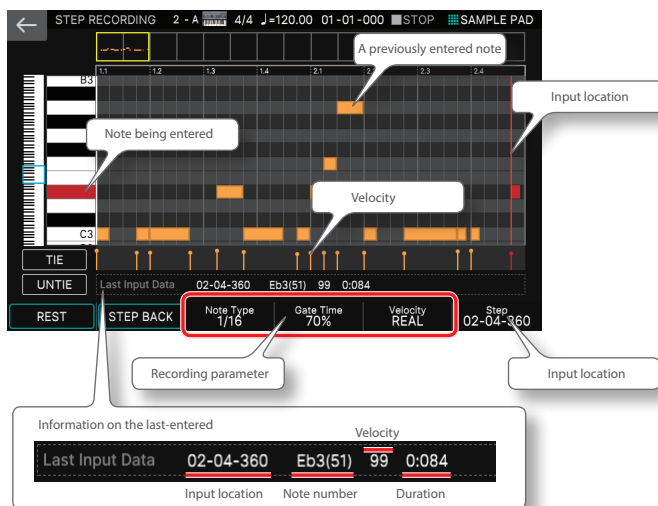 STEP RECORDING 2 - A 4/4 ♩=120.00 01-01-000 STOP SAMPLE PAD
A previously entered note
1.1 1.2 1.3 1.4 2.1 2.3 2.4
B3
Input location
Note being entered
Velocity
C3
TIE
UNTIE Last Input Data 02-04-360 Eb3(51) 99 0:084
REST STEP BACK Note Type 1/16 Gate Time 70% Velocity REAL Step 02-04-360
Recording parameter
Input location
Information on the last-entered
Velocity
Last Input Data 02-04-360 Eb3(51) 99 0:084
Input location Note number Duration